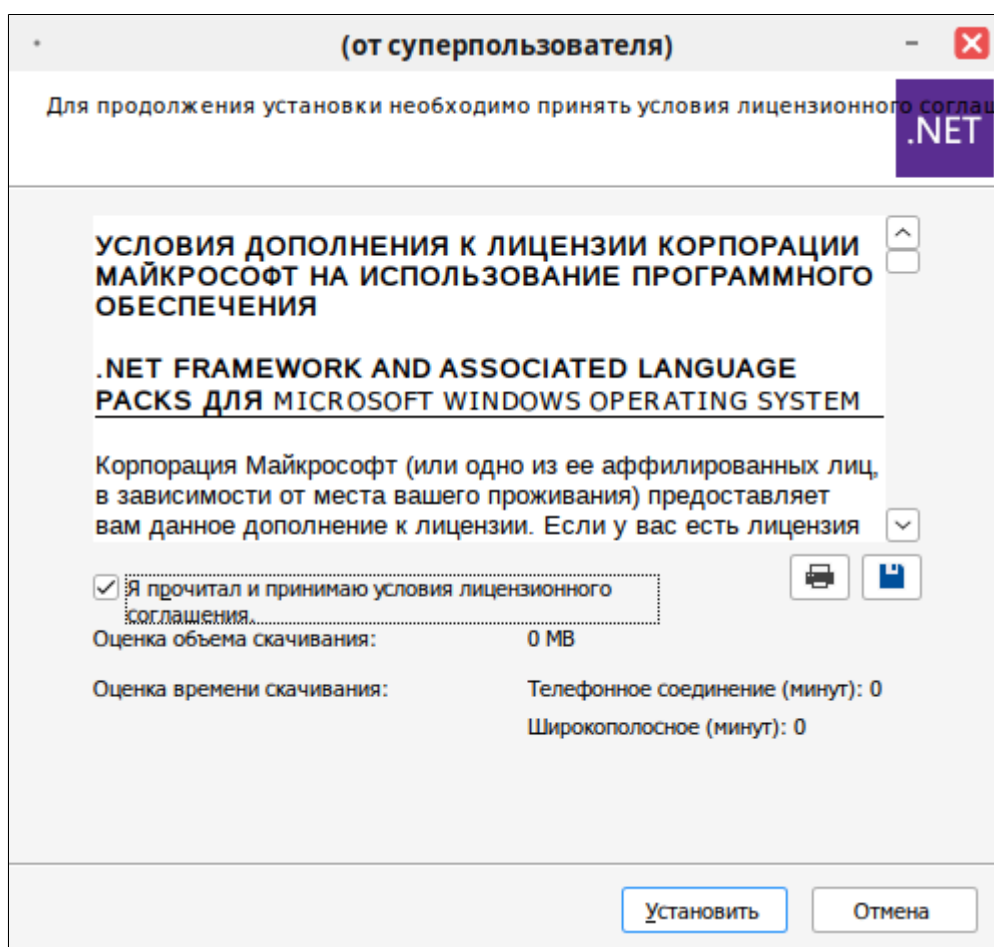 (от суперпользователя)
Для продолжения установки необходимо принять условия лицензионного соглаш
.NET
УСЛОВИЯ ДОПОЛНЕНИЯ К ЛИЦЕНЗИИ КОРПОРАЦИИ
МАЙКРОСОФТ НА ИСПОЛЬЗОВАНИЕ ПРОГРАММНОГО
ОБЕСПЕЧЕНИЯ
.NET FRAMEWORK AND ASSOCIATED LANGUAGE
PACKS ДЛЯ MICROSOFT WINDOWS OPERATING SYSTEM
Корпорация Майкрософт (или одно из ее аффилированных лиц,
в зависимости от места вашего проживания) предоставляет
вам данное дополнение к лицензии. Если у вас есть лицензия
Я прочитал и принимаю условия лицензионного
соглашения.
Оценка объема скачивания: 0 MB
Оценка времени скачивания: Телефонное соединение (минут): 0
Широкополосное (минут): 0
Установить Отмена